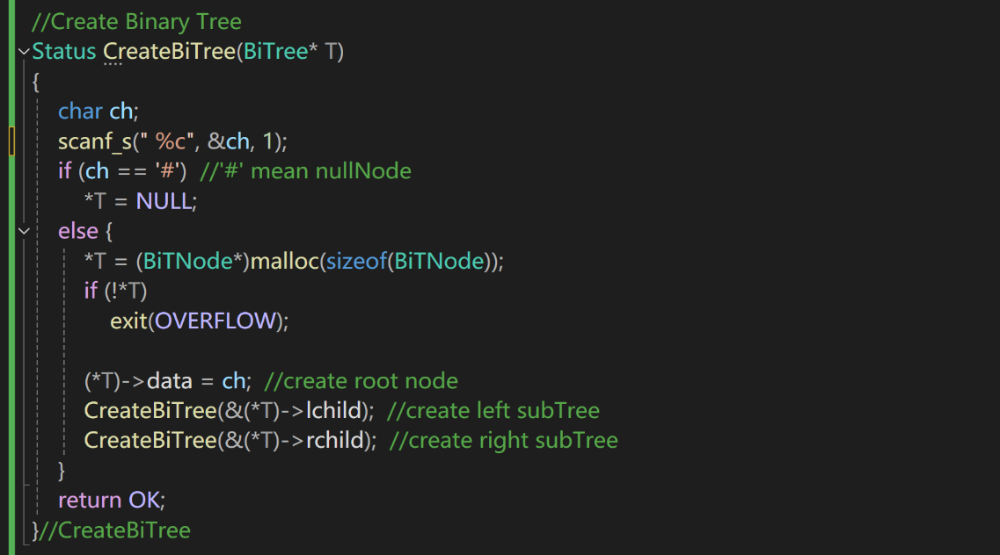 //Create Binary Tree
Status CreateBiTree(BiTree* T)
{
char ch;
scanf_s(" %c", &ch, 1);
if (ch == '#')  //'#' mean nullNode
*T = NULL;
else {
*T = (BiTNode*)malloc(sizeof(BiTNode));
if (!*T)
exit(OVERFLOW);
(*T)->data = ch;  //create root node
CreateBiTree(&(*T)->lchild);  //create left subTree
CreateBiTree(&(*T)->rchild);  //create right subTree
}
return OK;
}//CreateBiTree